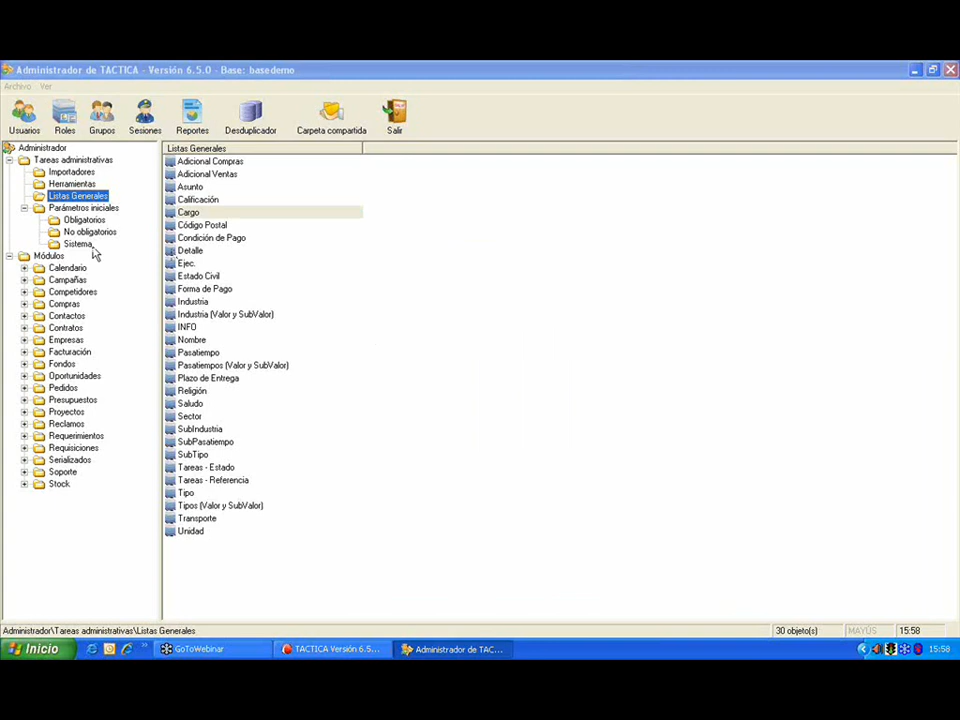 Administrador de TACTICA - Versión 6.5.0 - Base: basedemo
Archivo Ver
Usuarios Roles Grupos Sesiones Reportes Desduplicador Carpeta compartida Salir
Administrador
Tareas administrativas
Importadores
Herramientas
Listas Generales
Parámetros iniciales
Obligatorios
No obligatorios
Sistema
Módulos
Calendario
Campañas
Competidores
Compras
Contactos
Contratos
Empresas
Facturación
Fondos
Oportunidades
Pedidos
Presupuestos
Proyectos
Reclamos
Requerimientos
Requisiciones
Serializados
Soporte
Stock
Listas Generales
Adicional Compras
Adicional Ventas
Asunto
Calificación
Cargo
Código Postal
Condición de Pago
Detalle
Ejec.
Estado Civil
Forma de Pago
Industria
Industria (Valor y SubValor)
INFO
Nombre
Pasatiempo
Pasatiempos (Valor y SubValor)
Plazo de Entrega
Religión
Saludo
Sector
SubIndustria
SubPasatiempo
SubTipo
Tareas - Estado
Tareas - Referencia
Tipo
Tipos (Valor y SubValor)
Transporte
Unidad
Administrador\Tareas administrativas\Listas Generales 30 objeto(s) MAYÚS 15:58
Inicio GoToWebinar TACTICA Versión 6.5... Administrador de TAC... 15:58